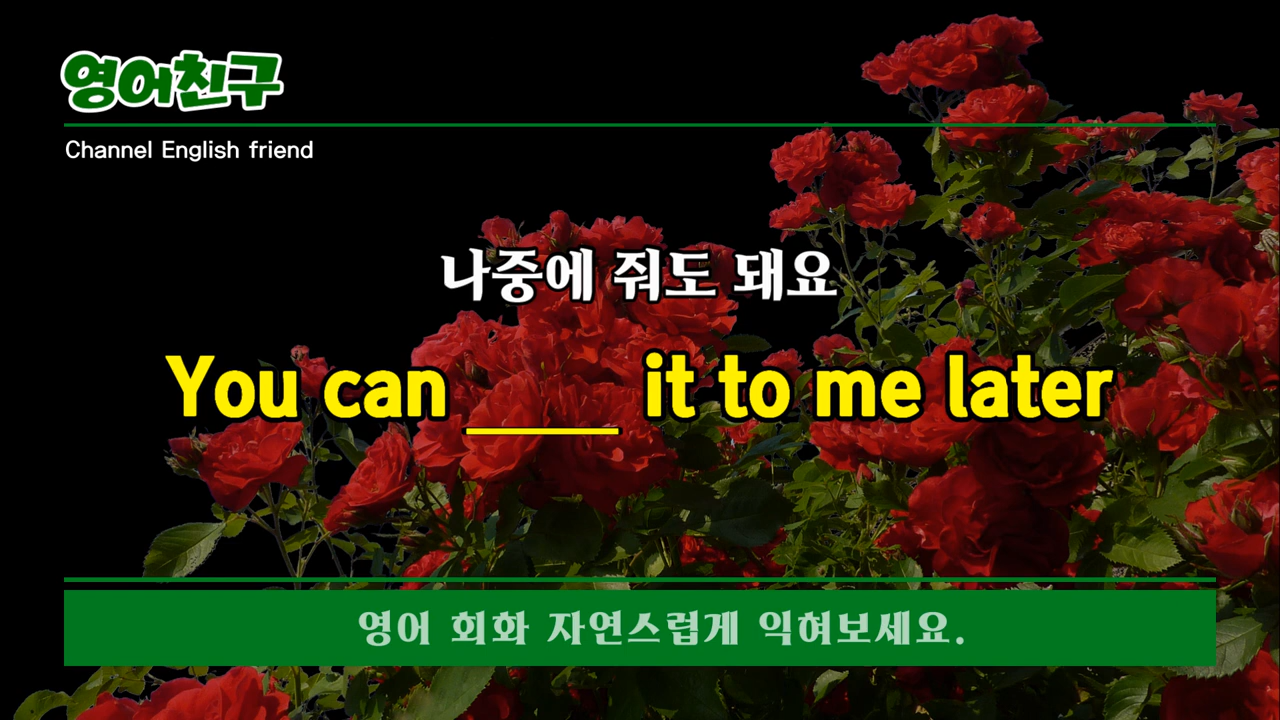 영어친구
Channel English friend
나중에 줘도 돼요
You can ____ it to me later
영어 회화 자연스럽게 익혀보세요.